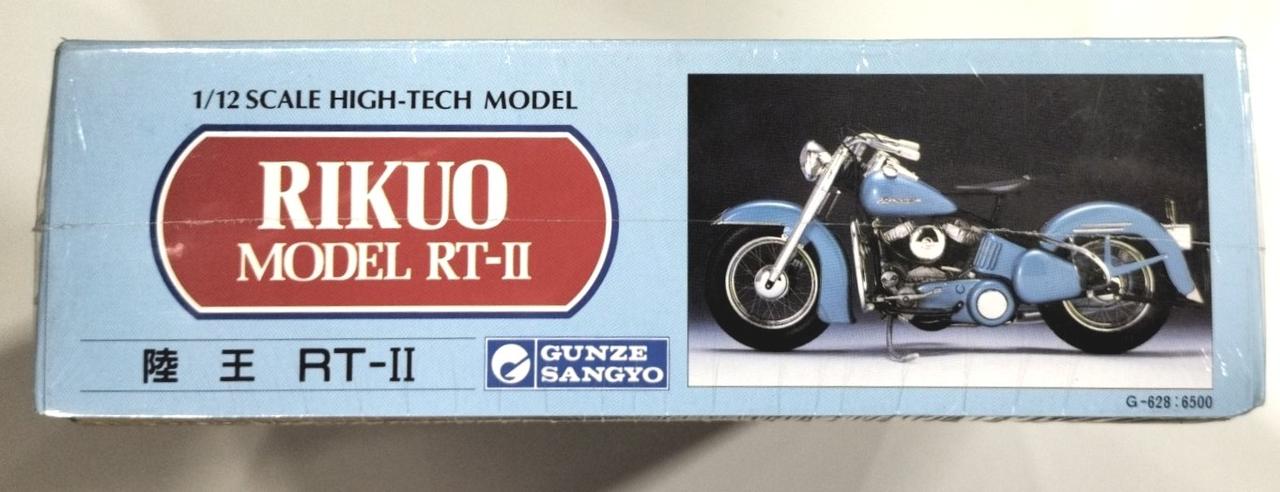 1/12 SCALE HIGH-TECH MODEL
RIKUO
MODEL RT-II
陸 王 RT-II
GUNZE
SANGYO
G-628:6500